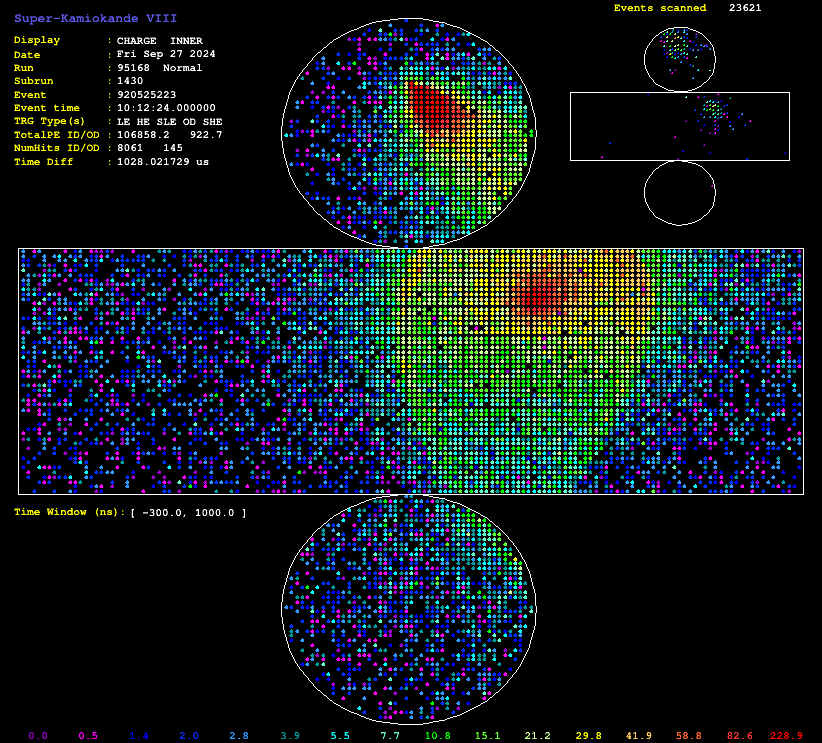 Super-Kamiokande VIII
Events scanned 23621
Display : CHARGE INNER
Date : Fri Sep 27 2024
Run : 95168 Normal
Subrun : 1430
Event : 920525223
Event time : 10:12:24.000000
TRG Type(s) : LE HE SLE OD SHE
TotalPE ID/OD : 106858.2 922.7
NumHits ID/OD : 8061 145
Time Diff : 1028.021729 us
Time Window (ns): [ -300.0, 1000.0 ]
0.0 0.5 1.4 2.0 2.8 3.9 5.5 7.7 10.8 15.1 21.2 29.8 41.9 58.8 82.6 228.9